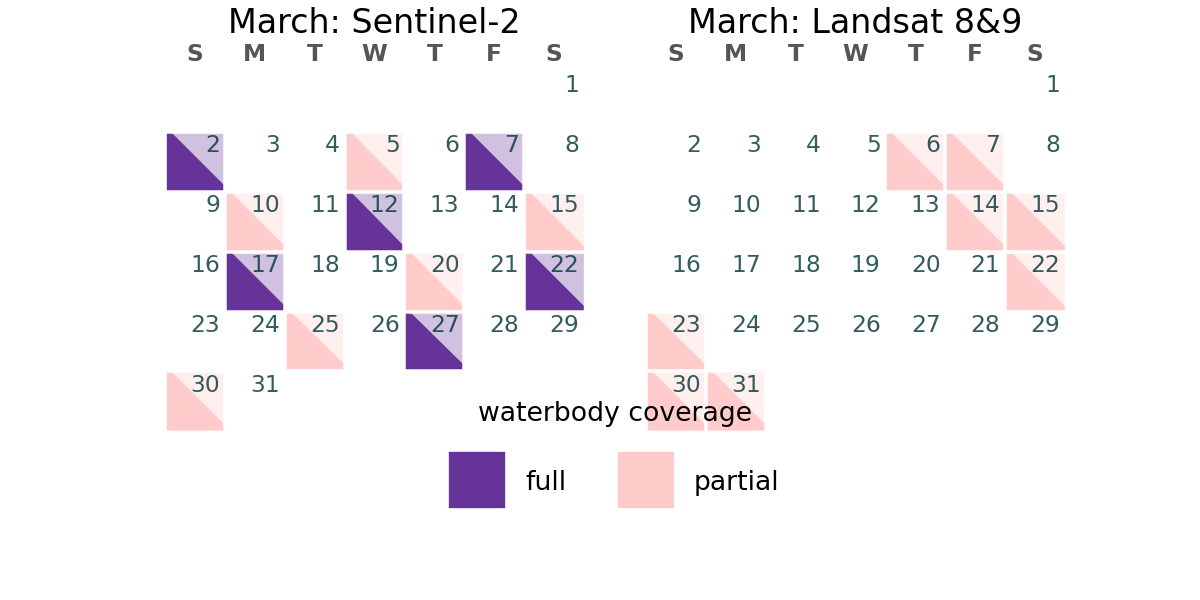 March: Sentinel-2
S M T W T F S
1
2 3 4 5 6 7 8
9 10 11 12 13 14 15
16 17 18 19 20 21 22
23 24 25 26 27 28 29
30 31
March: Landsat 8&9
S M T W T F S
1
2 3 4 5 6 7 8
9 10 11 12 13 14 15
16 17 18 19 20 21 22
23 24 25 26 27 28 29
30 31
waterbody coverage
full partial